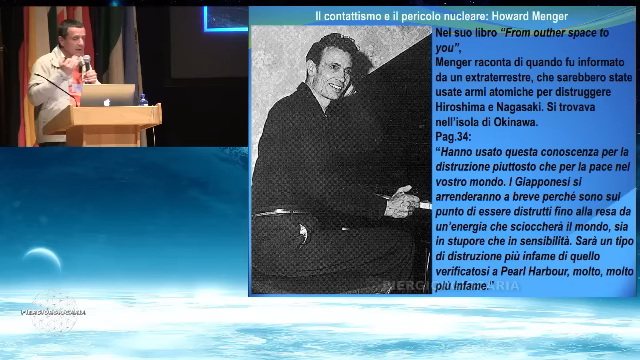 Il contattismo e il pericolo nucleare: Howard Menger
Nel suo libro "From outher space to
you",
Menger racconta di quando fu informato
da un extraterrestre, che sarebbero state
usate armi atomiche per distruggere
Hiroshima e Nagasaki. Si trovava
nell'isola di Okinawa.
Pag.34:
"Hanno usato questa conoscenza per la
distruzione piuttosto che per la pace nel
vostro mondo. I Giapponesi si
arrenderanno a breve perché sono sul
punto di essere distrutti fino alla resa da
un'energia che scioccherà il mondo, sia
in stupore che in sensibilità. Sarà un tipo
di distruzione più infame di quello
verificatosi a Pearl Harbour, molto, molto
più infame."
PIERGIORGIO CARIA
PIERGIORGIOCARIA